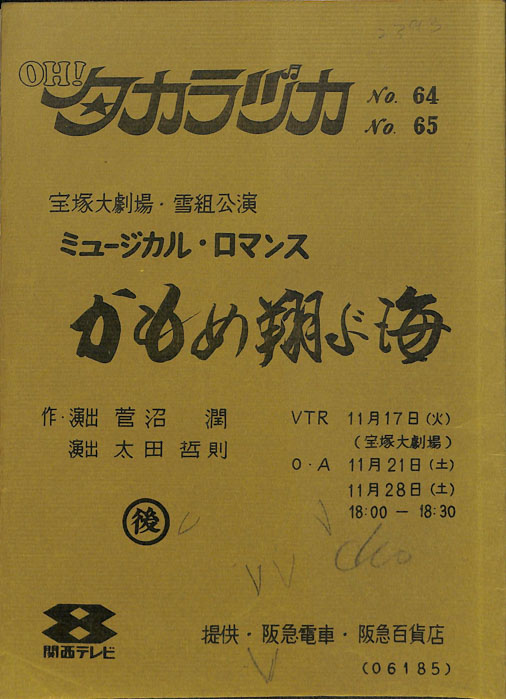 OH! タカラヅカ No. 64
No. 65
宝塚大劇場・雪組公演
ミュージカル・ロマンス
かもめ翔ぶ海
作・演出 菅沼 潤
演出 太田哲則
VTR 11月17日(火)
(宝塚大劇場)
O・A 11月21日(土)
11月28日(土)
18:00 — 18:30
後
関西テレビ
提供・阪急電車・阪急百貨店
(06185)